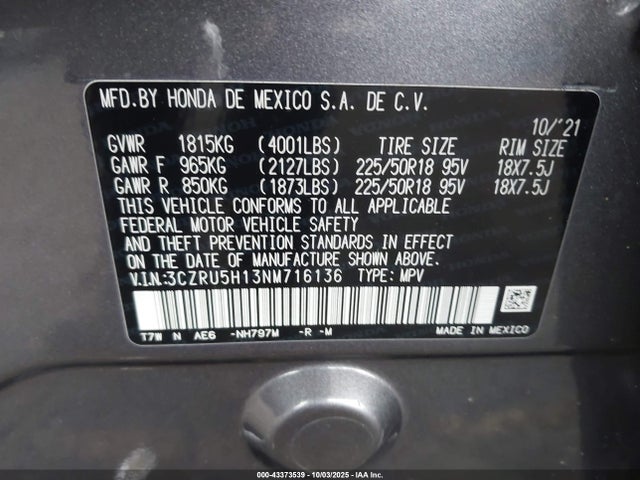 MFD.BY HONDA DE MEXICO S.A. DE C.V.
10/'21
GVWR 1815KG (4001LBS) TIRE SIZE RIM SIZE
GAWR F 965KG (2127LBS) 225/50R18 95V 18X7.5J
GAWR R 850KG (1873LBS) 225/50R18 95V 18X7.5J
THIS VEHICLE CONFORMS TO ALL APPLICABLE
FEDERAL MOTOR VEHICLE SAFETY
AND THEFT PREVENTION STANDARDS IN EFFECT
ON THE DATE OF MANUFACTURE SHOWN ABOVE.
V.I.N.:3CZRU5H13NM716136 TYPE: MPV
T7W N AE6 -NH797M -R -M MADE IN MEXICO
000-43373539 - 10/03/2025 - IAA Inc.